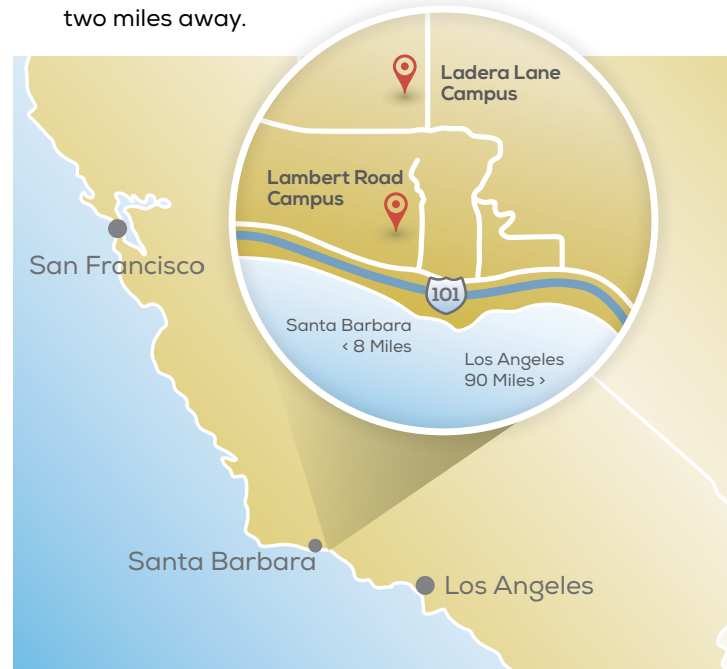 two miles away.
Ladera Lane
Campus
Lambert Road
Campus
San Francisco
101
Santa Barbara
< 8 Miles
Los Angeles
90 Miles >
Santa Barbara
Los Angeles